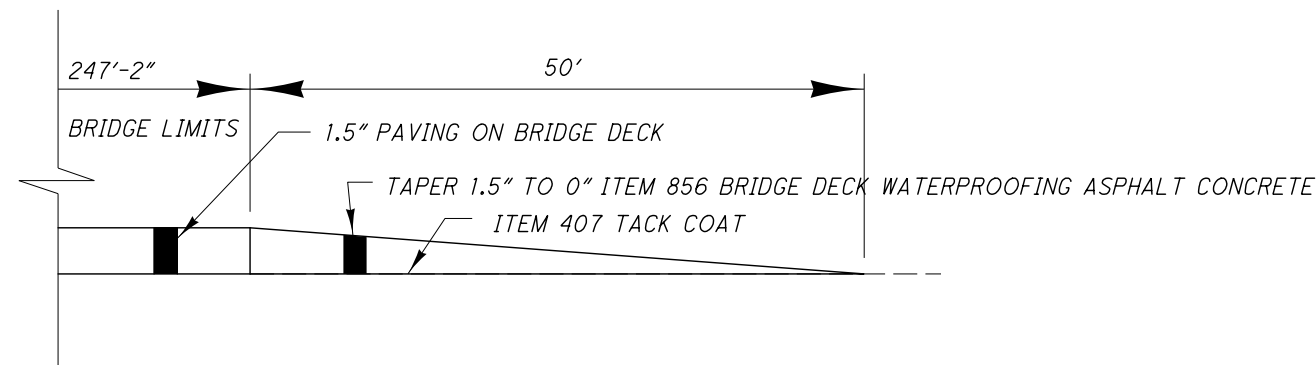 247'-2"
50'
BRIDGE LIMITS
1.5" PAVING ON BRIDGE DECK
TAPER 1.5" TO 0" ITEM 856 BRIDGE DECK WATERPROOFING ASPHALT CONCRETE
ITEM 407 TACK COAT